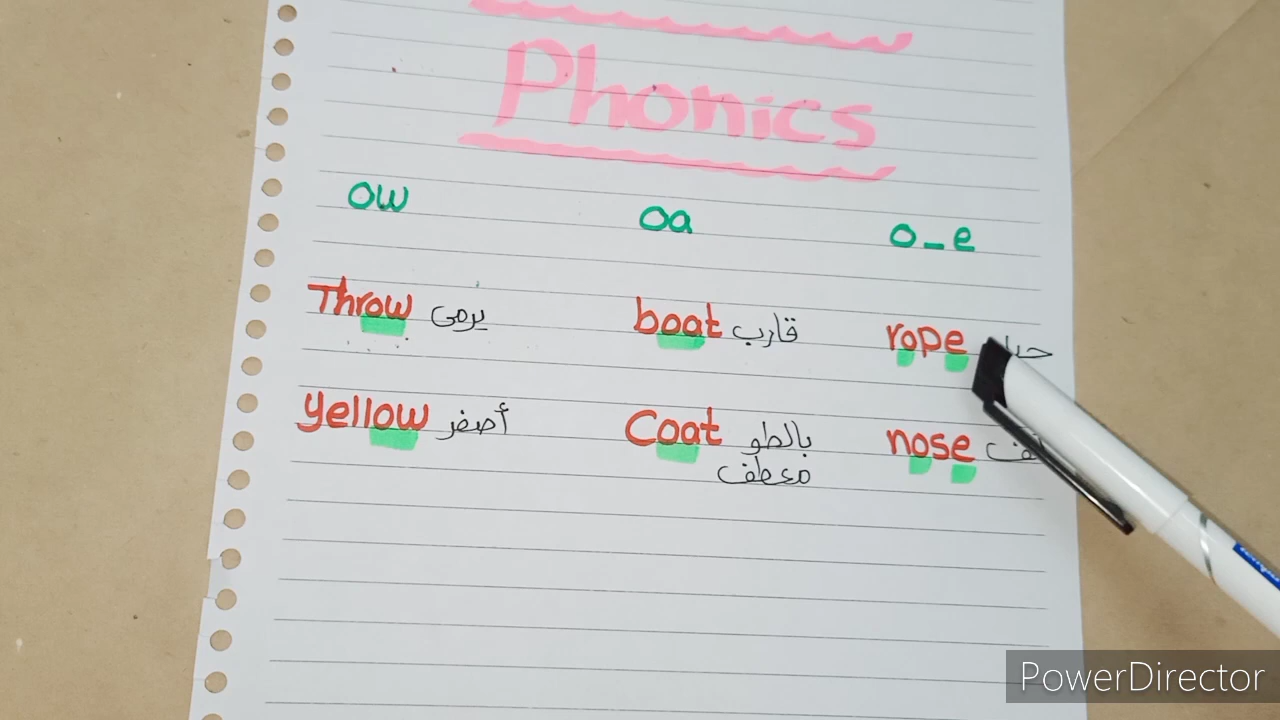 Phonics
ow oa o_e
Throw يرمى boat قارب rope
yellow أصفر Coat بالطو nose
معطف
PowerDirector